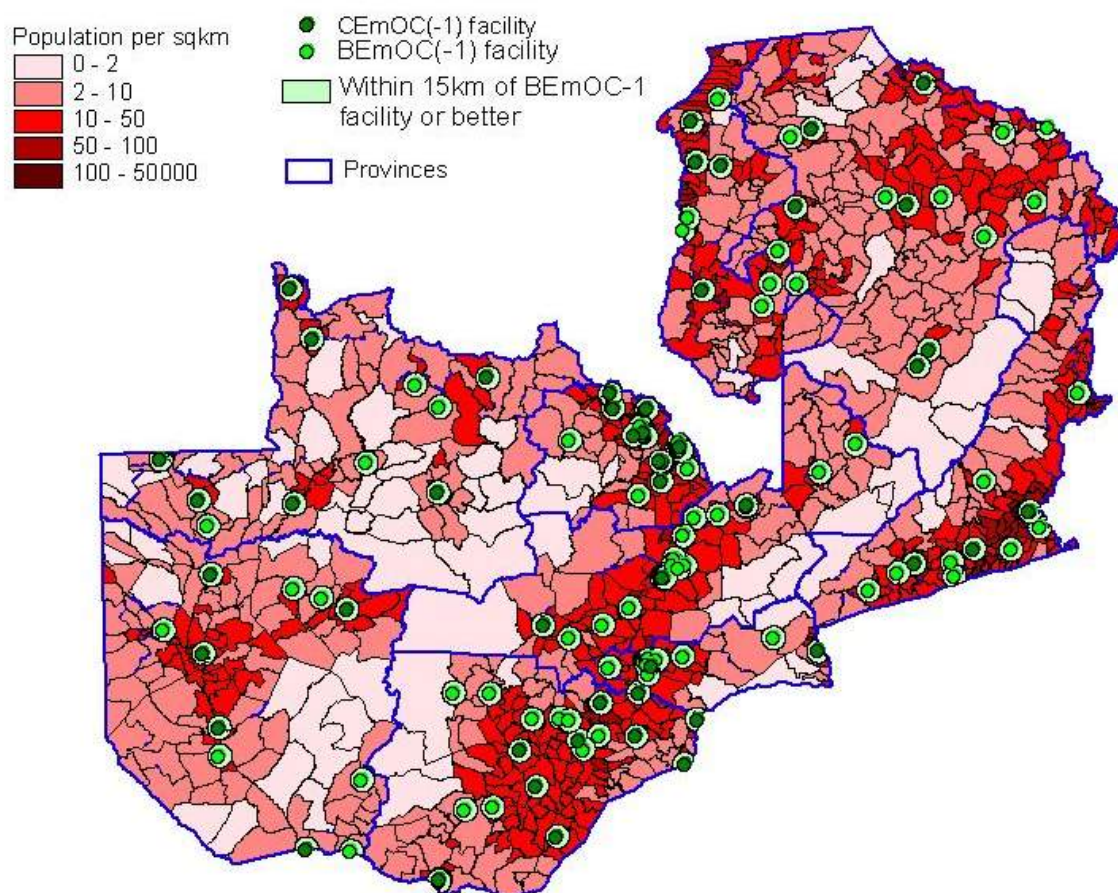 Population per sqkm
0 - 2
2 - 10
10 - 50
50 - 100
100 - 50000
CEmOC(-1) facility
BEmOC(-1) facility
Within 15km of BEmOC-1
facility or better
Provinces